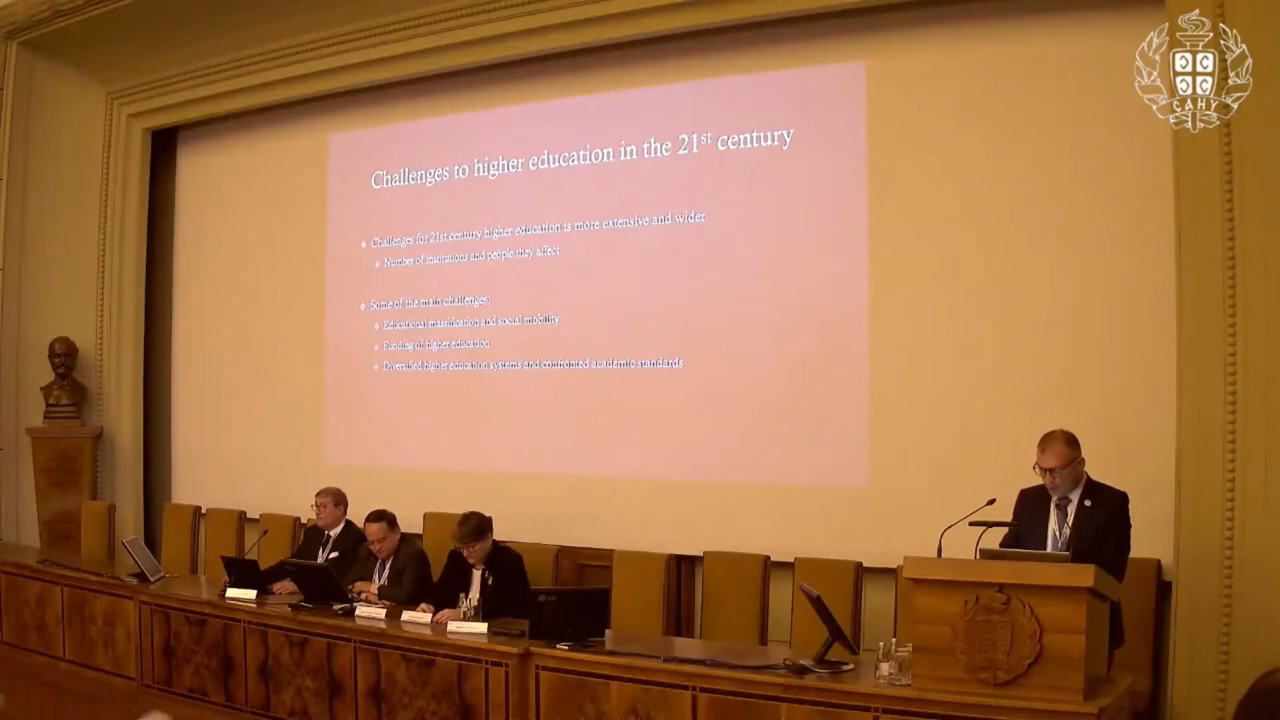 Challenges to higher education in the 21st century
Challenges for 21st century higher education is more extensive and wider
Number of institutions and people they affect
Some of the main challenges:
Educational massification and social mobility
Funding of higher education
Diversified higher education systems and confronted academic standards
С С
С С
САНУ